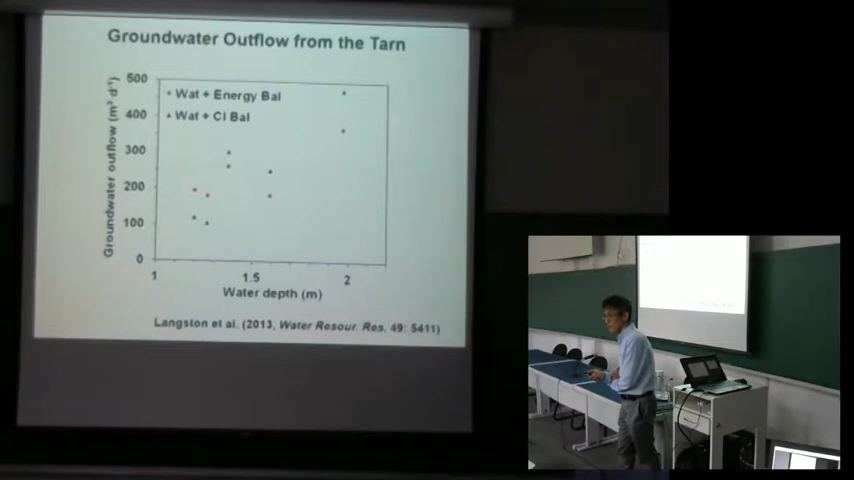 Groundwater Outflow from the Tarn
500
Wat + Energy Bal
400
Wat + Cl Bal
300
200
100
0
Groundwater outflow (m³ d⁻¹)
1
1.5
2
Water depth (m)
Langston et al. (2013, Water Resour. Res. 49: 5411)